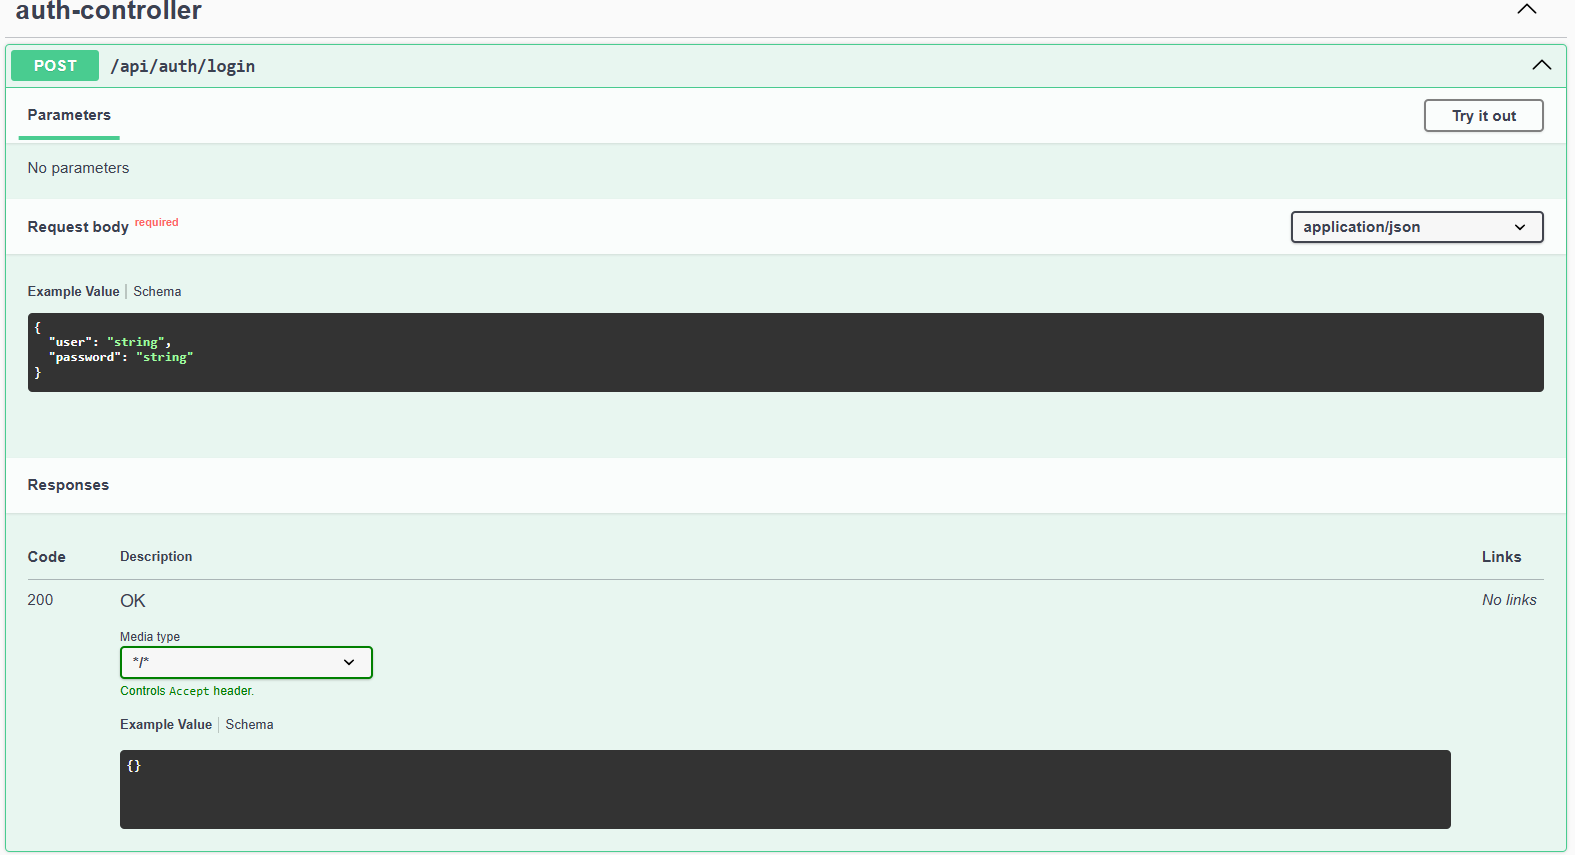 auth-controller
POST /api/auth/login
Parameters
Try it out
No parameters
Request body required
application/json
Example Value | Schema
{
  "user": "string",
  "password": "string"
}
Responses
Code Description Links
200 OK No links
Media type
*/*
Controls Accept header.
Example Value | Schema
{}